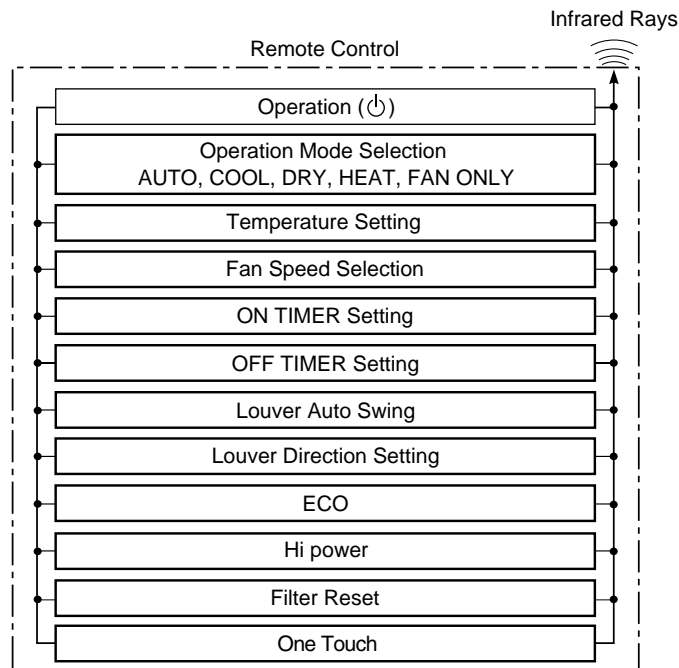 Infrared Rays
Remote Control
Operation (⏻)
Operation Mode Selection
AUTO, COOL, DRY, HEAT, FAN ONLY
Temperature Setting
Fan Speed Selection
ON TIMER Setting
OFF TIMER Setting
Louver Auto Swing
Louver Direction Setting
ECO
Hi power
Filter Reset
One Touch